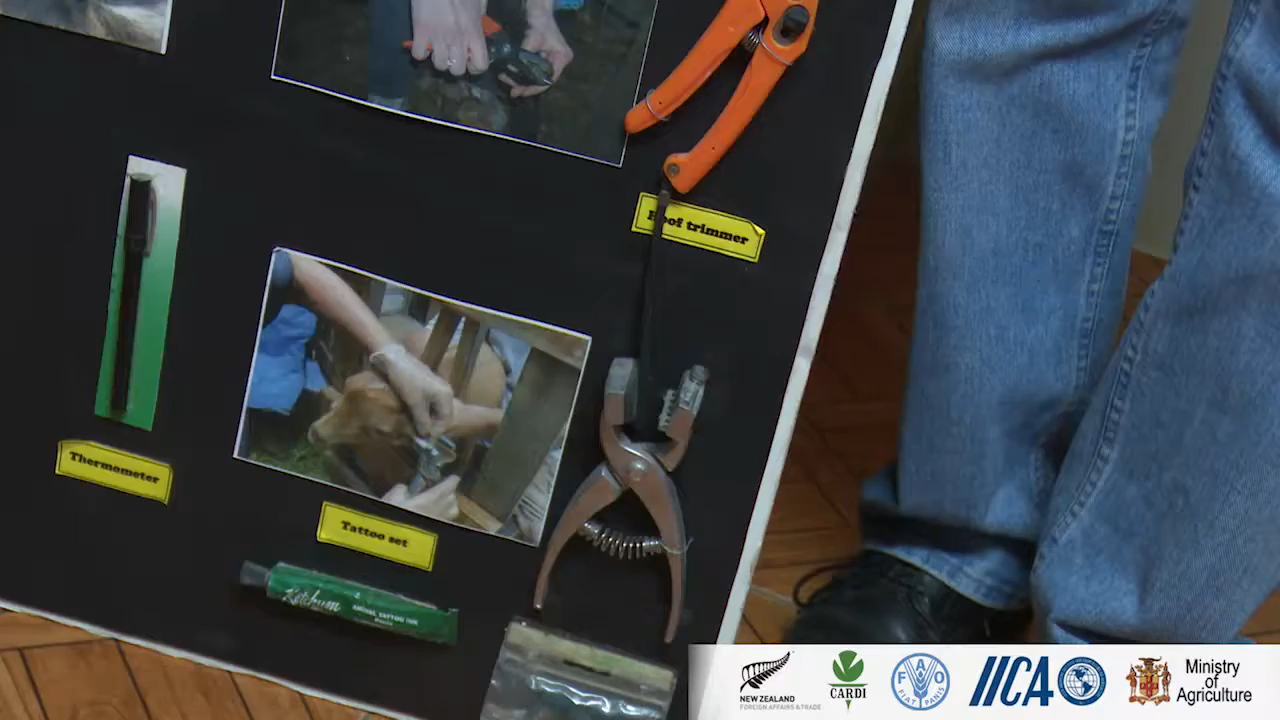 Hoof trimmer
Thermometer
Tattoo set
Ketchum
ANIMAL TATTOO INK
NEW ZEALAND
FOREIGN AFFAIRS & TRADE
CARDI
FAO
FIAT PANIS
IICA
Ministry
of
Agriculture